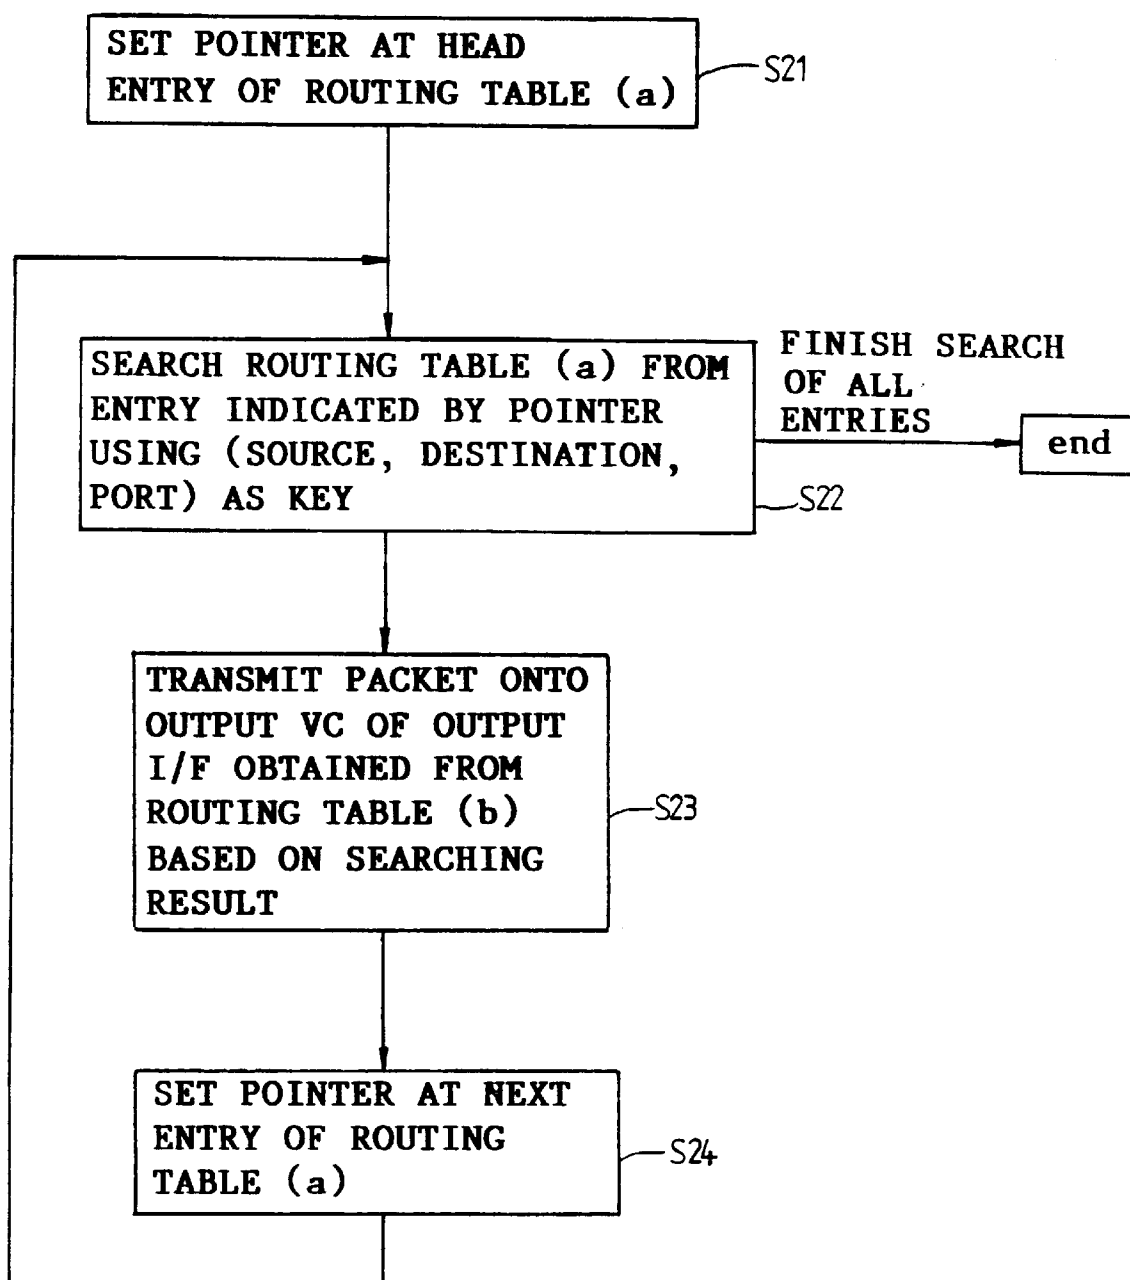 SET POINTER AT HEAD
ENTRY OF ROUTING TABLE (a)
S21
SEARCH ROUTING TABLE (a) FROM
ENTRY INDICATED BY POINTER
USING (SOURCE, DESTINATION,
PORT) AS KEY
S22
FINISH SEARCH
OF ALL
ENTRIES
end
TRANSMIT PACKET ONTO
OUTPUT VC OF OUTPUT
I/F OBTAINED FROM
ROUTING TABLE (b)
BASED ON SEARCHING
RESULT
S23
SET POINTER AT NEXT
ENTRY OF ROUTING
TABLE (a)
S24